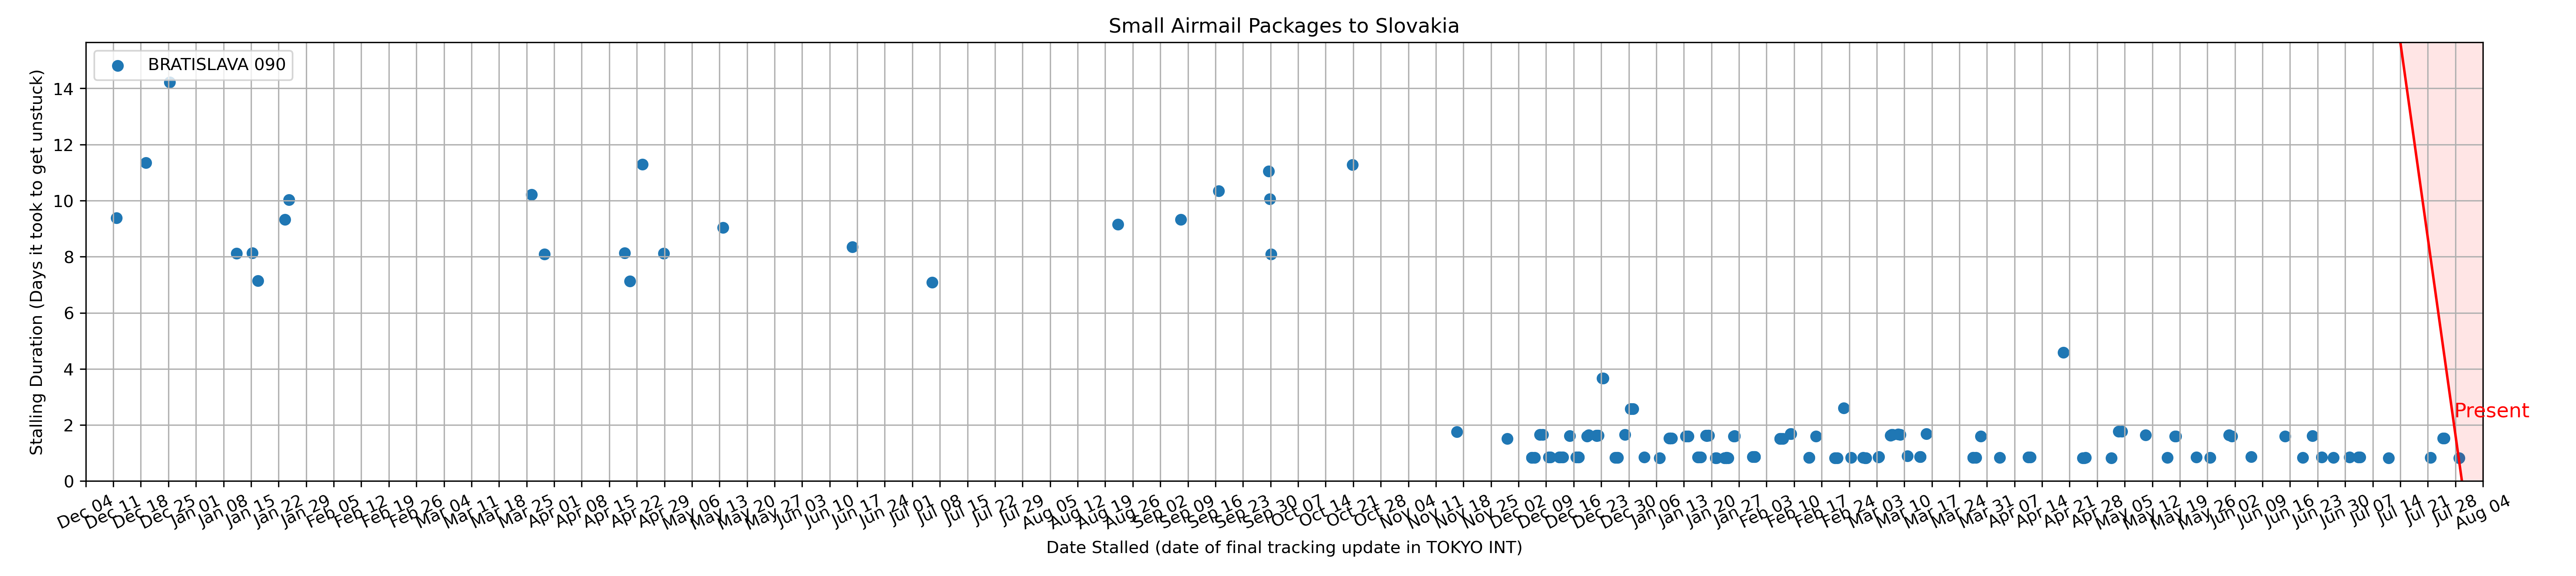 Small Airmail Packages to Slovakia
BRATISLAVA 090
Stalling Duration (Days it took to get unstuck)
14
12
10
8
6
4
2
0
Present
Dec 04
Dec 11
Dec 18
Dec 25
Jan 01
Jan 08
Jan 15
Jan 22
Jan 29
Feb 05
Feb 12
Feb 19
Feb 26
Mar 04
Mar 11
Mar 18
Mar 25
Apr 01
Apr 08
Apr 15
Apr 22
Apr 29
May 06
May 13
May 20
May 27
Jun 03
Jun 10
Jun 17
Jun 24
Jul 01
Jul 08
Jul 15
Jul 22
Jul 29
Aug 05
Aug 12
Aug 19
Aug 26
Sep 02
Sep 09
Sep 16
Sep 23
Sep 30
Oct 07
Oct 14
Oct 21
Oct 28
Nov 04
Nov 11
Nov 18
Nov 25
Dec 02
Dec 09
Dec 16
Dec 23
Dec 30
Jan 06
Jan 13
Jan 20
Jan 27
Feb 03
Feb 10
Feb 17
Feb 24
Mar 03
Mar 10
Mar 17
Mar 24
Mar 31
Apr 07
Apr 14
Apr 21
Apr 28
May 05
May 12
May 19
May 26
Jun 02
Jun 09
Jun 16
Jun 23
Jun 30
Jul 07
Jul 14
Jul 21
Jul 28
Aug 04
Date Stalled (date of final tracking update in TOKYO INT)